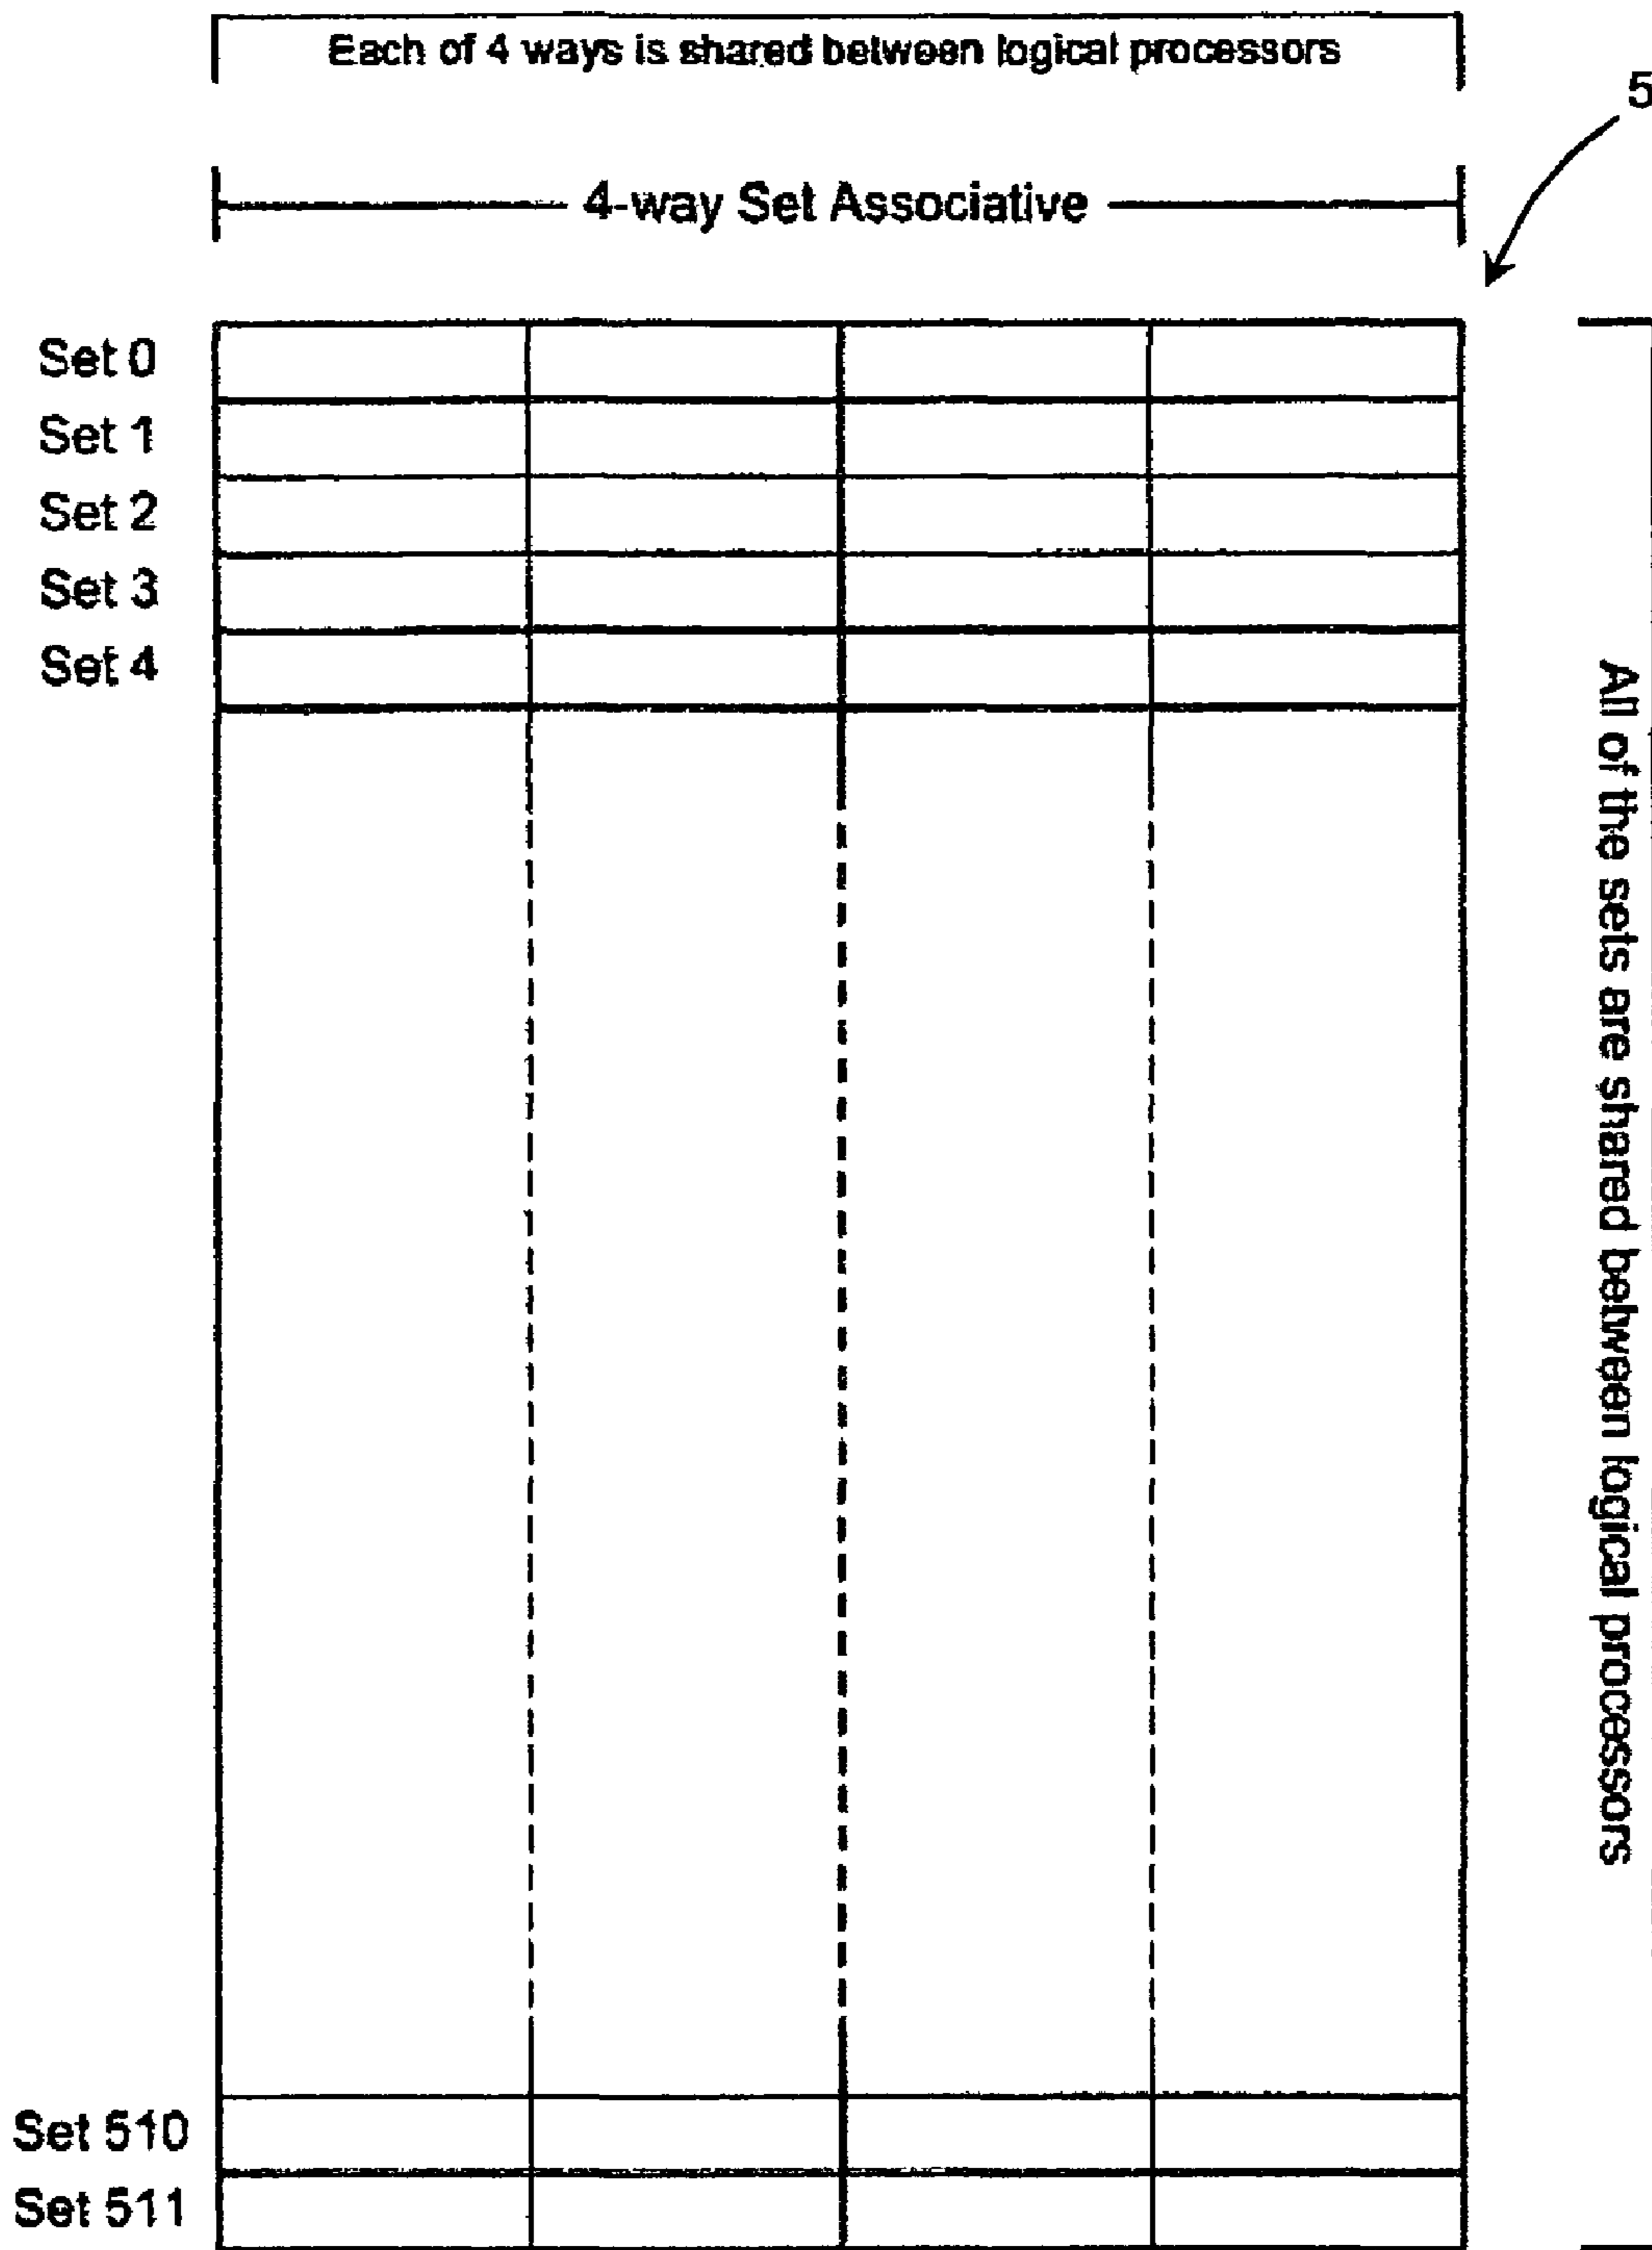 Each of 4 ways is shared between logical processors
5
4-way Set Associative
Set 0
Set 1
Set 2
Set 3
Set 4
All of the sets are shared between logical processors
Set 510
Set 511